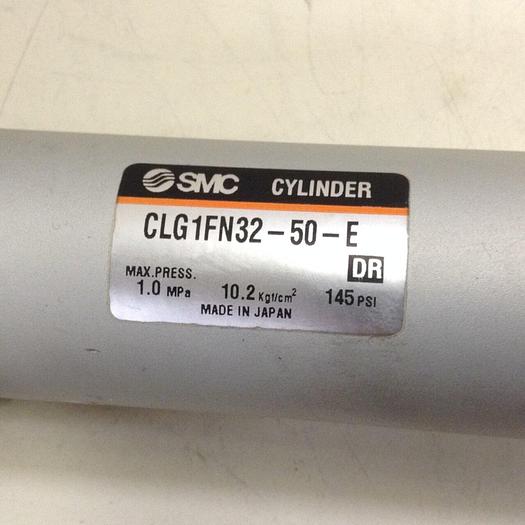 SMC CYLINDER
CLG1FN32-50-E
DR
MAX.PRESS.
1.0 MPa 10.2 Kgf/cm² 145 PSI
MADE IN JAPAN